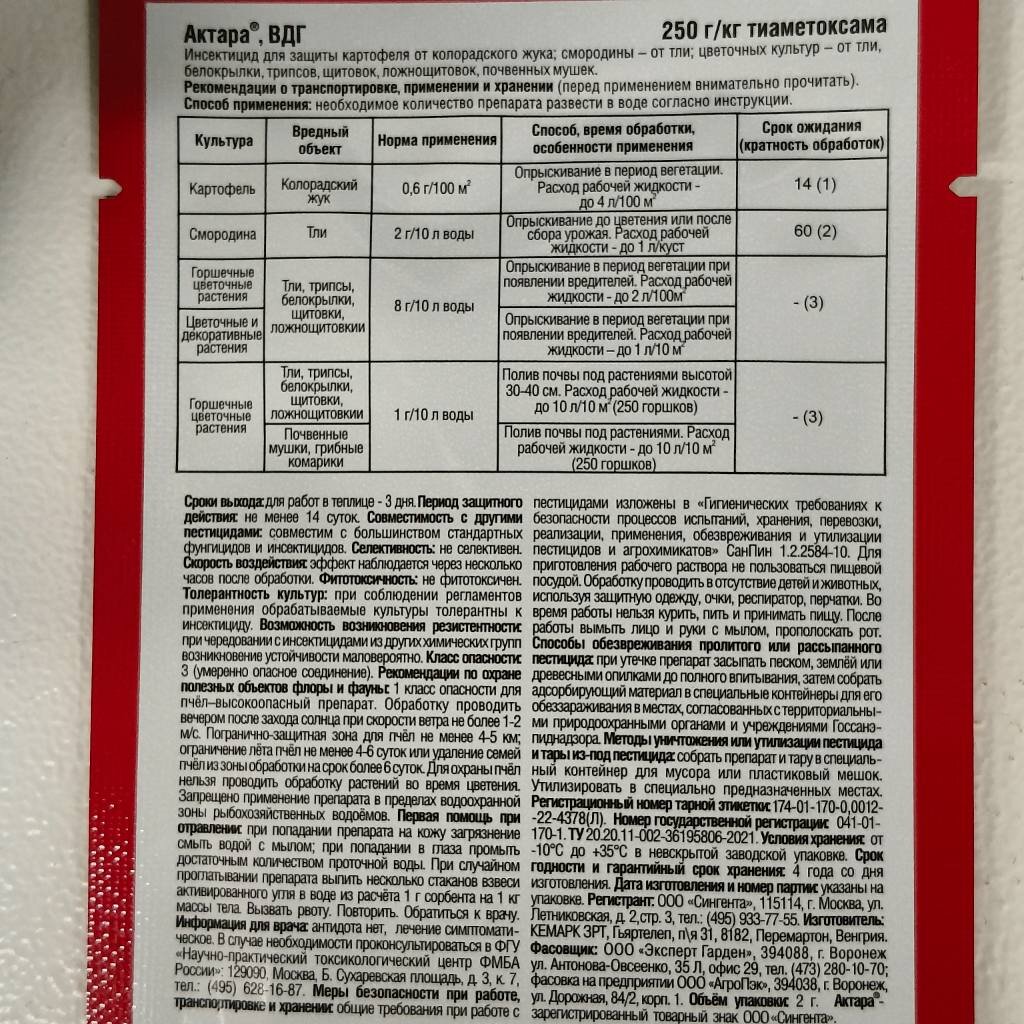 Актара®, ВДГ
250 г/кг тиаметоксама
Инсектицид для защиты картофеля от колорадского жука; смородины – от тли; цветочных культур – от тли,
белокрылки, трипсов, щитовок, ложнощитовок, почвенных мушек.
Рекомендации о транспортировке, применении и хранении (перед применением внимательно прочитать).
Способ применения: необходимое количество препарата развести в воде согласно инструкции.
Культура
Вредный
объект
Норма применения
Способ, время обработки,
особенности применения
Срок ожидания
(кратность обработок)
Картофель
Колорадский
жук
0,6 г/100 м²
Опрыскивание в период вегетации.
Расход рабочей жидкости -
до 4 л/100 м²
14 (1)
Смородина
Тли
2 г/10 л воды
Опрыскивание до цветения или после
сбора урожая. Расход рабочей
жидкости - до 1 л/куст
60 (2)
Горшечные
цветочные
растения
Тли, трипсы,
белокрылки,
щитовки,
ложнощитовкии
8 г/10 л воды
Опрыскивание в период вегетации при
появлении вредителей. Расход рабочей
жидкости - до 2 л/100м²
- (3)
Цветочные и
декоративные
растения
Опрыскивание в период вегетации при
появлении вредителей. Расход рабочей
жидкости – до 1 л/10 м²
Горшечные
цветочные
растения
Тли, трипсы,
белокрылки,
щитовки,
ложнощитовкии
1 г/10 л воды
Полив почвы под растениями высотой
30-40 см. Расход рабочей жидкости -
до 10 л/10 м² (250 горшков)
- (3)
Почвенные
мушки, грибные
комарики
Полив почвы под растениями. Расход
рабочей жидкости - до 10 л/10 м²
(250 горшков)
Сроки выхода: для работ в теплице - 3 дня. Период защитного
действия: не менее 14 суток. Совместимость с другими
пестицидами: совместим с большинством стандартных
фунгицидов и инсектицидов. Селективность: не селективен.
Скорость воздействия: эффект наблюдается через несколько
часов после обработки. Фитотоксичность: не фитотоксичен.
Толерантность культур: при соблюдении регламентов
применения обрабатываемые культуры толерантны к
инсектициду. Возможность возникновения резистентности:
при чередовании с инсектицидами из других химических групп
возникновение устойчивости маловероятно. Класс опасности:
3 (умеренно опасное соединение). Рекомендации по охране
полезных объектов флоры и фауны: 1 класс опасности для
пчёл–высокоопасный препарат. Обработку проводить
вечером после захода солнца при скорости ветра не более 1-2
м/с. Погранично-защитная зона для пчёл не менее 4-5 км;
ограничение лёта пчёл не менее 4-6 суток или удаление семей
пчёл из зоны обработки на срок более 6 суток. Для охраны пчёл
нельзя проводить обработку растений во время цветения.
Запрещено применение препарата в пределах водоохранной
зоны рыбохозяйственных водоёмов. Первая помощь при
отравлении: при попадании препарата на кожу загрязнение
смыть водой с мылом; при попадании в глаза промыть
достаточным количеством проточной воды. При случайном
проглатывании препарата выпить несколько стаканов взвеси
активированного угля в воде из расчёта 1 г сорбента на 1 кг
массы тела. Вызвать рвоту. Повторить. Обратиться к врачу.
Информация для врача: антидота нет, лечение симптомати-
ческое. В случае необходимости проконсультироваться в ФГУ
«Научно-практический токсикологический центр ФМБА
России»: 129090, Москва, Б. Сухаревская площадь, д. 3, к. 7,
тел.: (495) 628-16-87. Меры безопасности при работе,
транспортировке и хранении: общие требования при работе с
пестицидами изложены в «Гигиенических требованиях к
безопасности процессов испытаний, хранения, перевозки,
реализации, применения, обезвреживания и утилизации
пестицидов и агрохимикатов» СанПин 1.2.2584-10. Для
приготовления рабочего раствора не пользоваться пищевой
посудой. Обработку проводить в отсутствие детей и животных,
используя защитную одежду, очки, респиратор, перчатки. Во
время работы нельзя курить, пить и принимать пищу. После
работы вымыть лицо и руки с мылом, прополоскать рот.
Способы обезвреживания пролитого или рассыпанного
пестицида: при утечке препарат засыпать песком, землёй или
древесными опилками до полного впитывания, затем собрать
адсорбирующий материал в специальные контейнеры для его
обеззараживания в местах, согласованных с территориальны-
ми природоохранными органами и учреждениями Госсанэ-
пиднадзора. Методы уничтожения или утилизации пестицида
и тары из-под пестицида: собрать препарат и тару в специаль-
ный контейнер для мусора или пластиковый мешок.
Утилизировать в специально предназначенных местах.
Регистрационный номер тарной этикетки: 174-01-170-0,0012-
-22-4378(Л). Номер государственной регистрации: 041-01-
170-1. ТУ 20.20.11-002-36195806-2021. Условия хранения: от
-10°С до +35°С в невскрытой заводской упаковке. Срок
годности и гарантийный срок хранения: 4 года со дня
изготовления. Дата изготовления и номер партии: указаны на
упаковке. Регистрант: ООО «Сингента», 115114, г. Москва, ул.
Летниковская, д. 2,стр. 3, тел.: (495) 933-77-55. Изготовитель:
КЕМАРК ЗРТ, Гьяртелеп, п\я 31, 8182, Перемартон, Венгрия.
Фасовщик: ООО «Эксперт Гарден», 394088, г. Воронеж
ул. Антонова-Овсеенко, 35 Л, офис 29, тел. (473) 280-10-70;
фасовка на предприятии ООО «АгроПэк», 394038, г. Воронеж,
ул. Дорожная, 84/2, корп. 1. Объём упаковки: 2 г. Актара®-
зарегистрированный товарный знак ООО «Сингента».